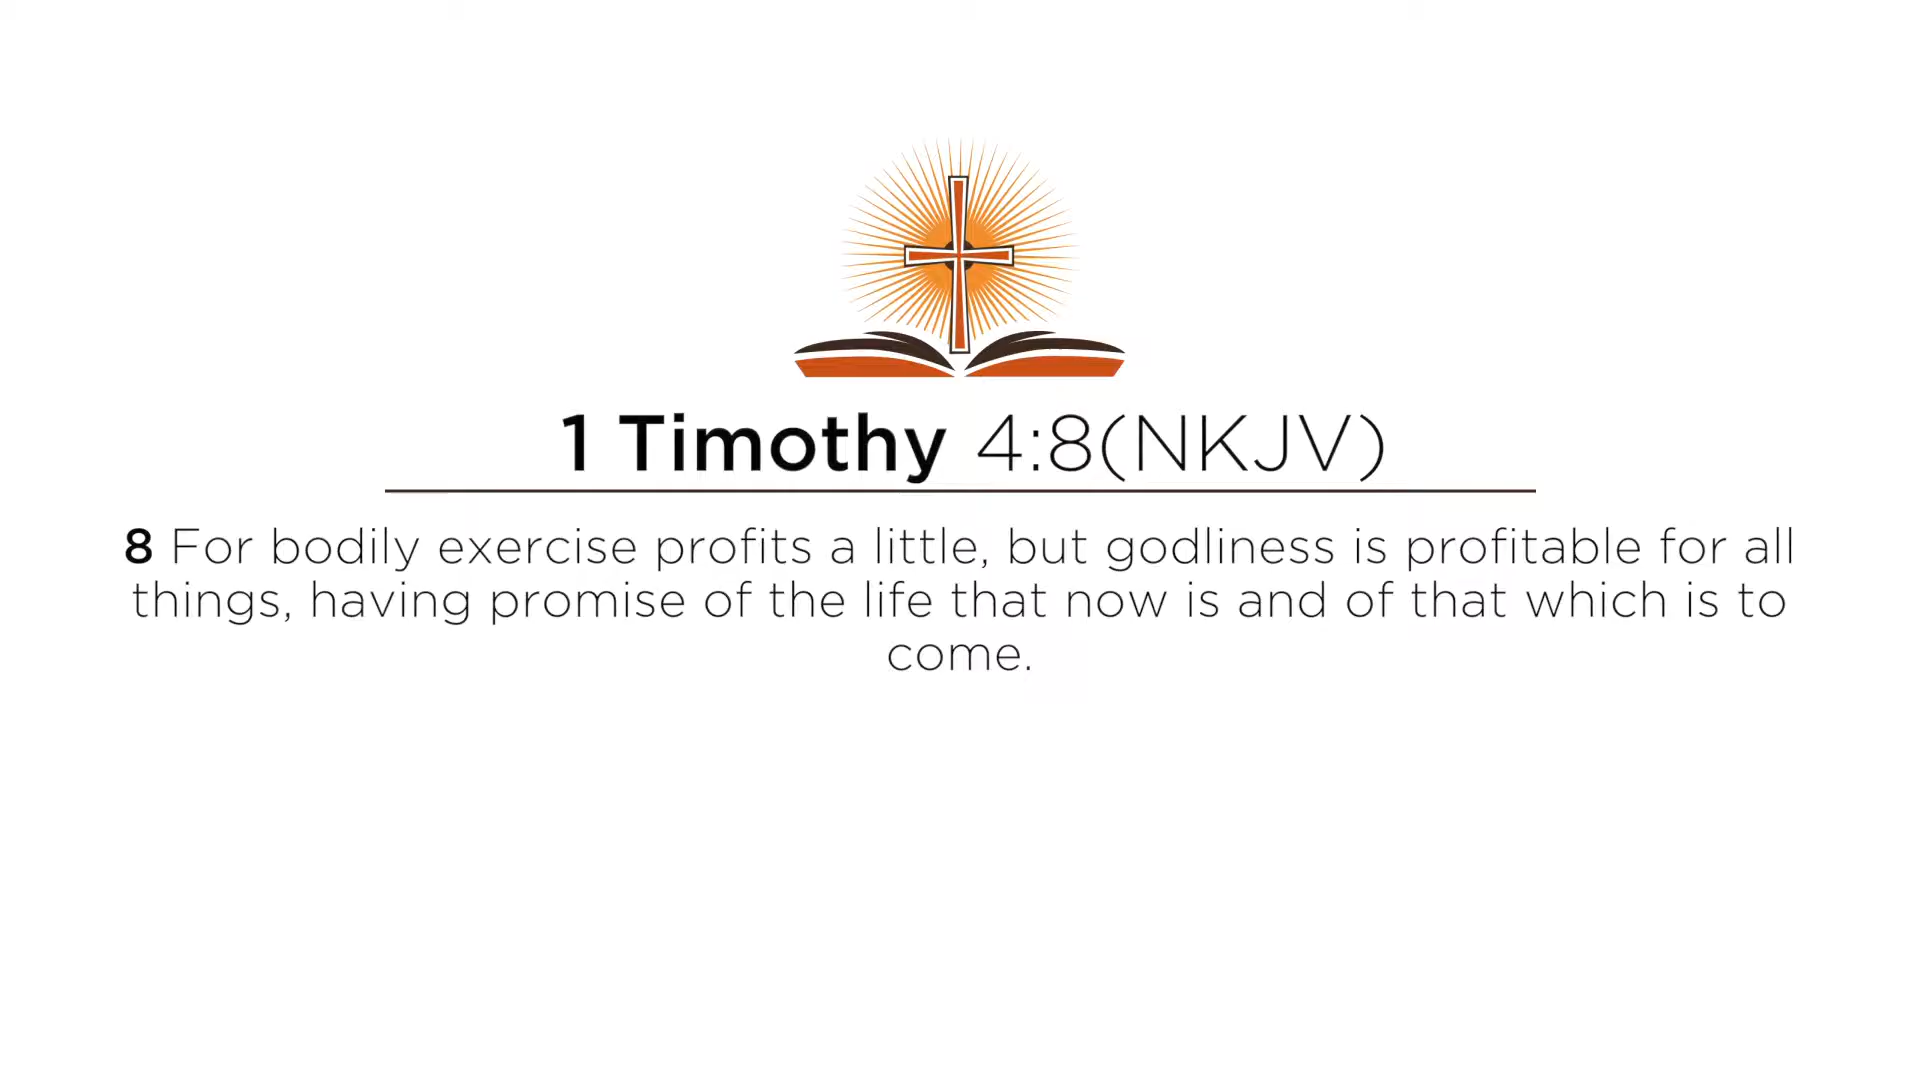 1 Timothy 4:8(NKJV)
8 For bodily exercise profits a little, but godliness is profitable for all
things, having promise of the life that now is and of that which is to
come.